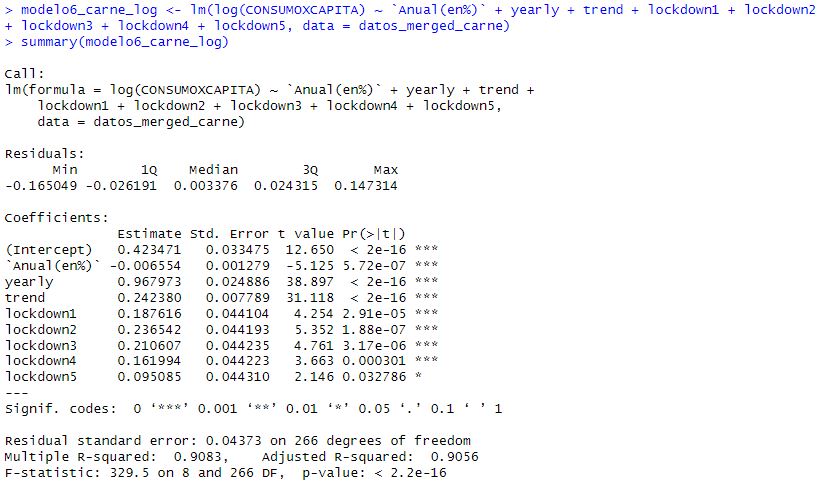 > modelo6_carne_log <- lm(log(CONSUMOXCAPITA) ~ `Anual(en%)` + yearly + trend + lockdown1 + lockdown2
+ lockdown3 + lockdown4 + lockdown5, data = datos_merged_carne)
> summary(modelo6_carne_log)
Call:
lm(formula = log(CONSUMOXCAPITA) ~ `Anual(en%)` + yearly + trend +
lockdown1 + lockdown2 + lockdown3 + lockdown4 + lockdown5,
data = datos_merged_carne)
Residuals:
Min 1Q Median 3Q Max
-0.165049 -0.026191 0.003376 0.024315 0.147314
Coefficients:
Estimate Std. Error t value Pr(>|t|)
(Intercept) 0.423471 0.033475 12.650 < 2e-16 ***
`Anual(en%)` -0.006554 0.001279 -5.125 5.72e-07 ***
yearly 0.967973 0.024886 38.897 < 2e-16 ***
trend 0.242380 0.007789 31.118 < 2e-16 ***
lockdown1 0.187616 0.044104 4.254 2.91e-05 ***
lockdown2 0.236542 0.044193 5.352 1.88e-07 ***
lockdown3 0.210607 0.044235 4.761 3.17e-06 ***
lockdown4 0.161994 0.044223 3.663 0.000301 ***
lockdown5 0.095085 0.044310 2.146 0.032786 *
---
Signif. codes: 0 ‘***’ 0.001 ‘**’ 0.01 ‘*’ 0.05 ‘.’ 0.1 ‘ ’ 1
Residual standard error: 0.04373 on 266 degrees of freedom
Multiple R-squared: 0.9083, Adjusted R-squared: 0.9056
F-statistic: 329.5 on 8 and 266 DF, p-value: < 2.2e-16